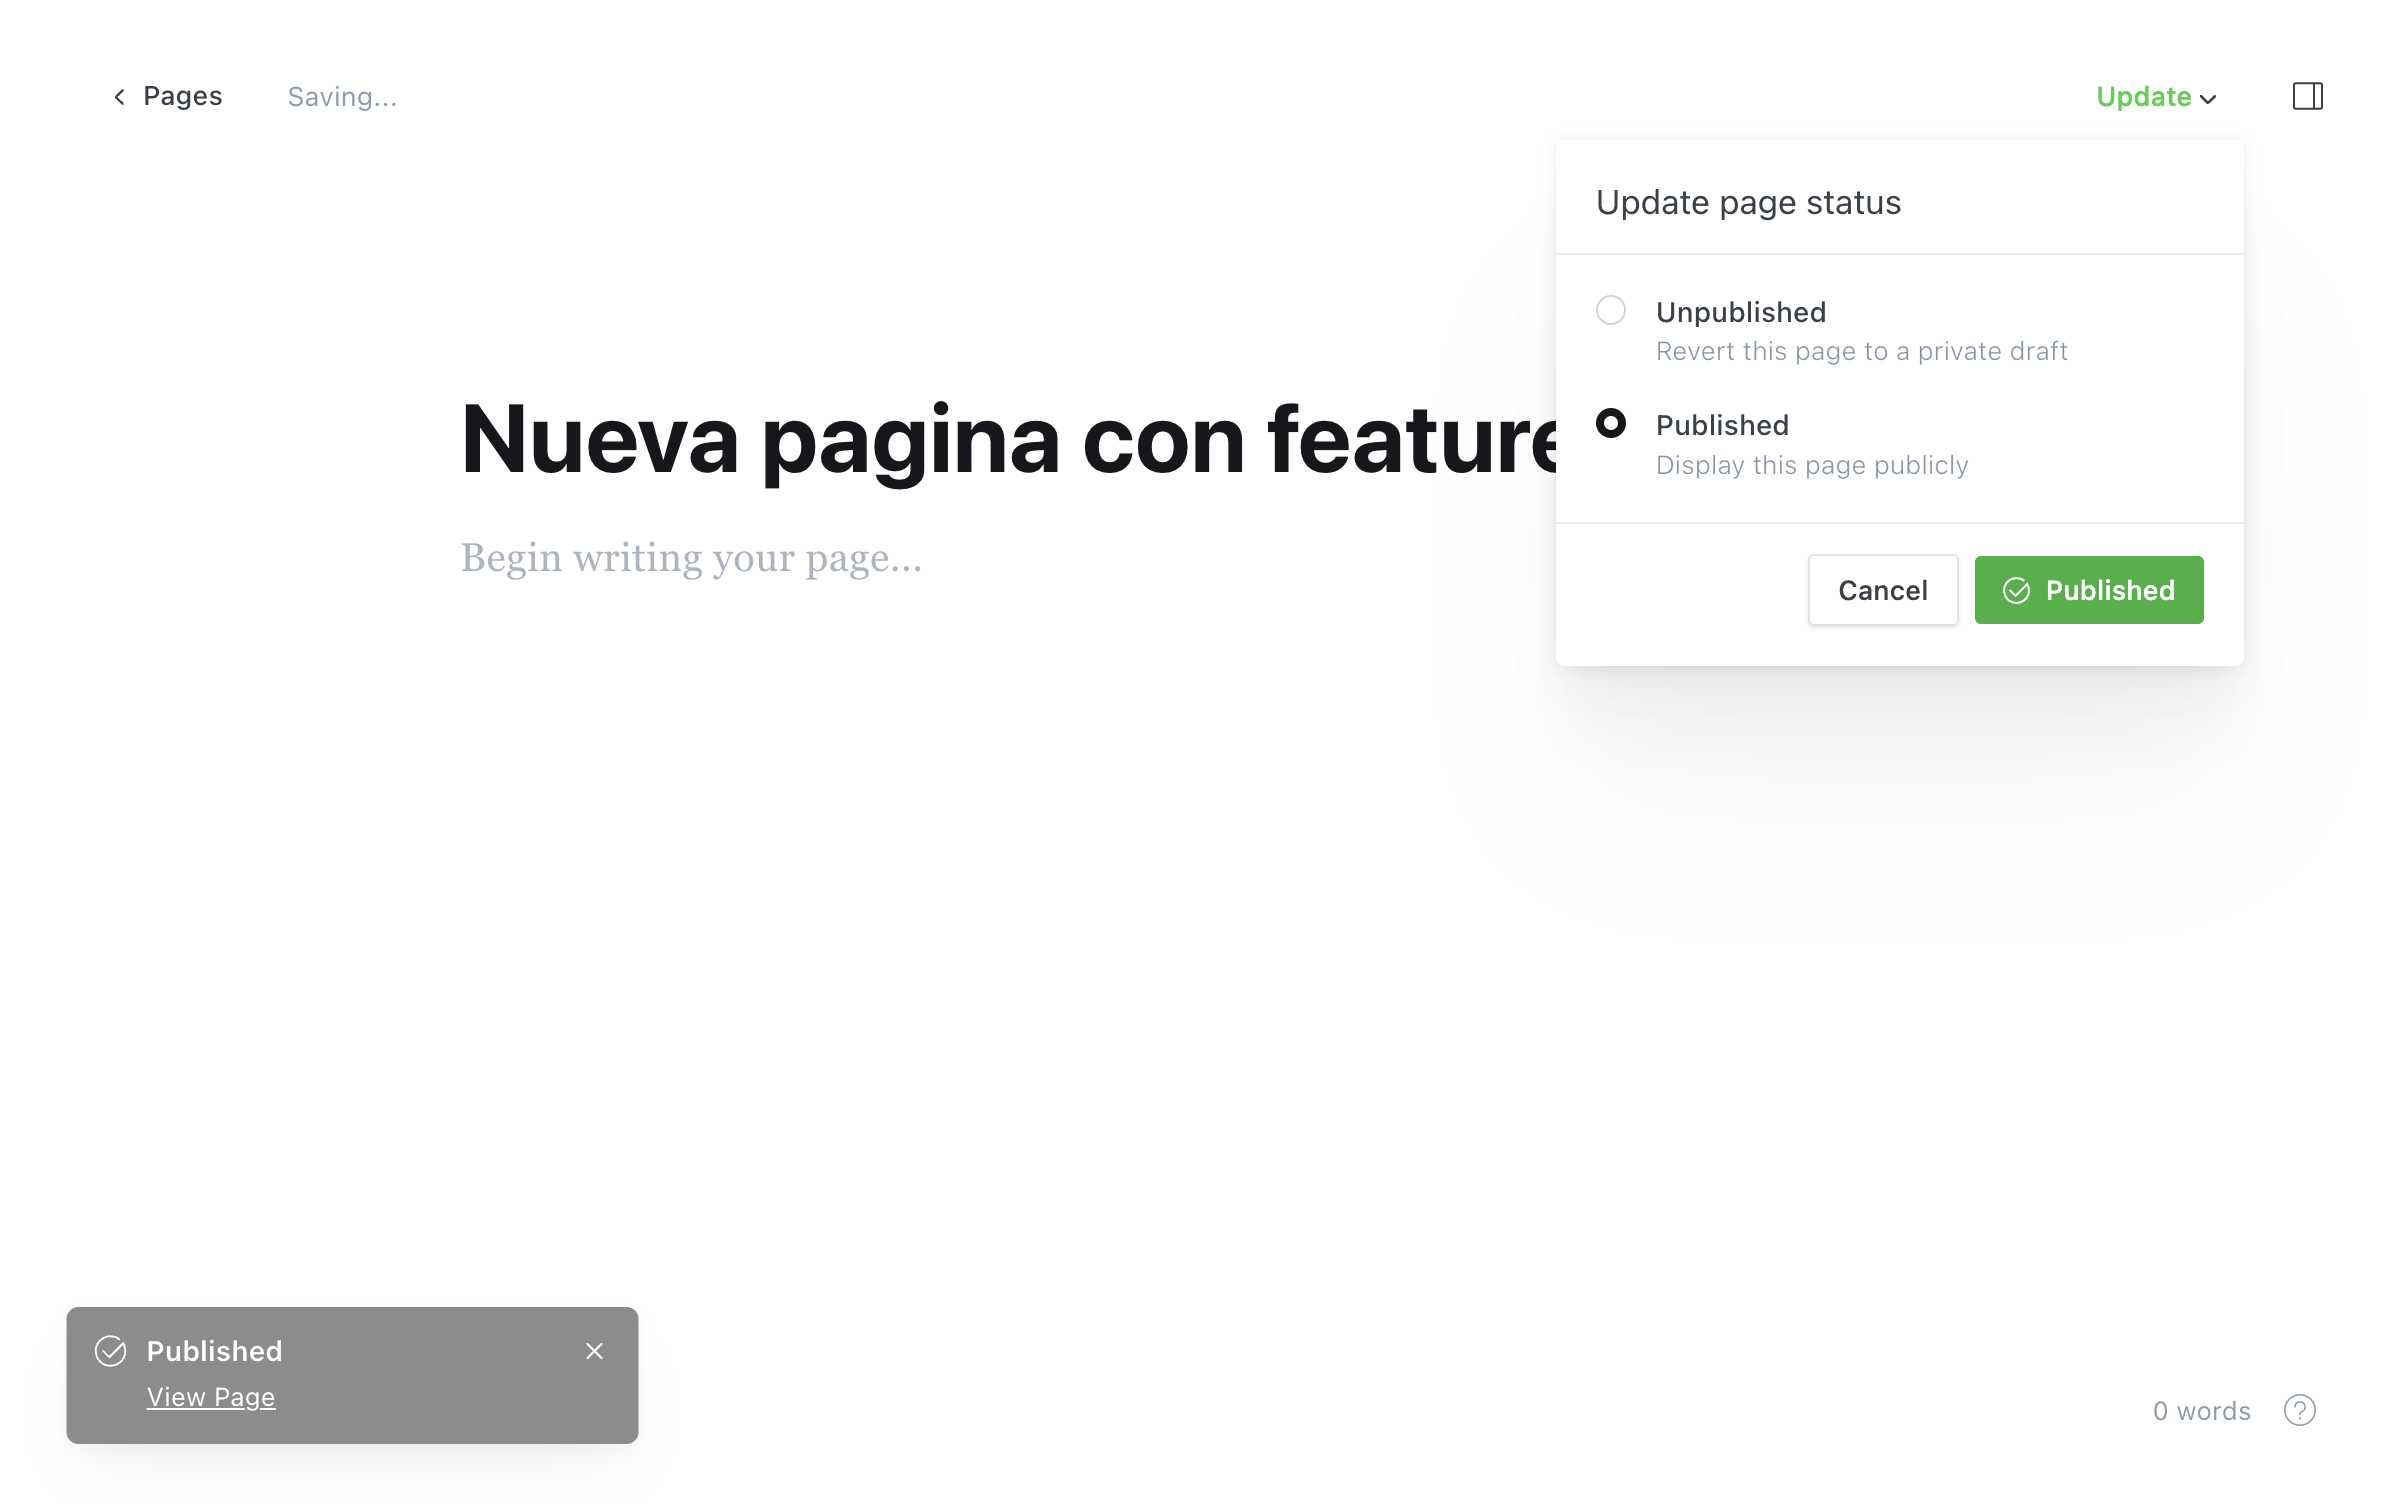 Pages
Saving...
Update
Update page status
Unpublished
Revert this page to a private draft
Published
Display this page publicly
Cancel
Published
Nueva pagina con feature
Begin writing your page...
Published
View Page
0 words
?